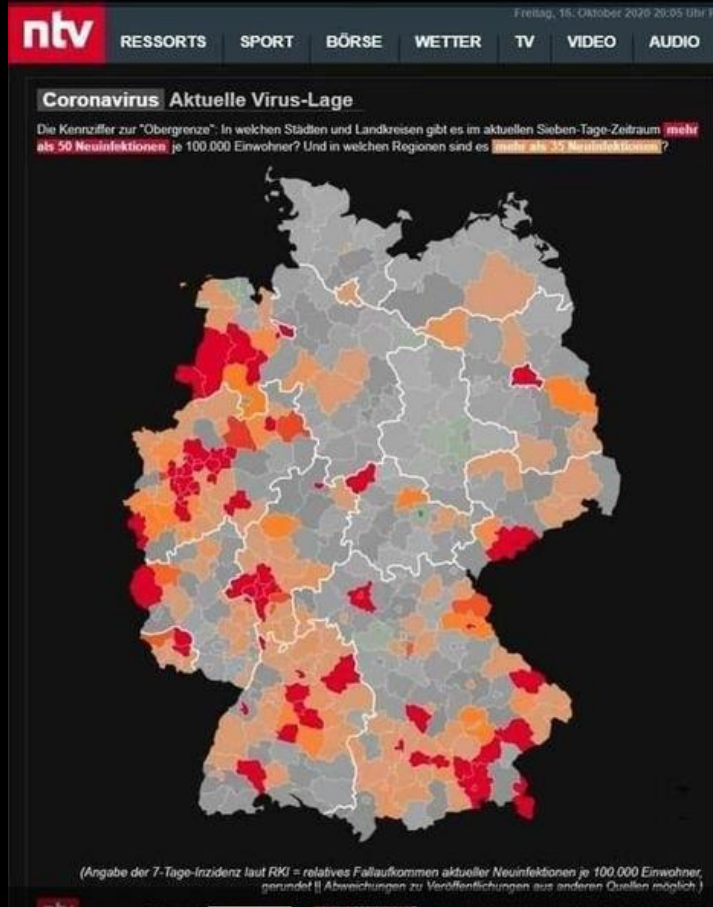 Freitag, 16. Oktober 2020 20:05 Uhr
ntv
RESSORTS SPORT BÖRSE WETTER TV VIDEO AUDIO
Coronavirus Aktuelle Virus-Lage
Die Kennziffer zur "Obergrenze": In welchen Städten und Landkreisen gibt es im aktuellen Sieben-Tage-Zeitraum mehr
als 50 Neuinfektionen je 100.000 Einwohner? Und in welchen Regionen sind es mehr als 35 Neuinfektionen?
(Angabe der 7-Tage-Inzidenz laut RKI = relatives Fallaufkommen aktueller Neuinfektionen je 100.000 Einwohner,
gerundet || Abweichungen zu Veröffentlichungen aus anderen Quellen möglich.)